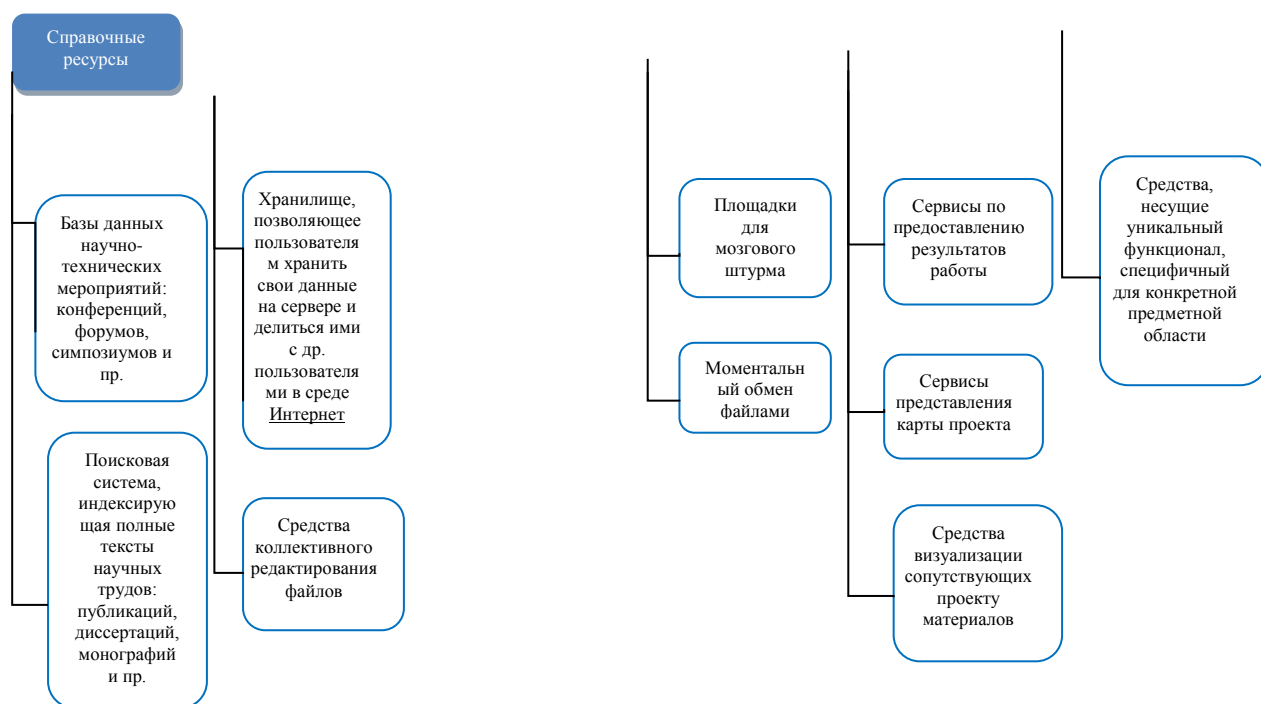 Справочные
ресурсы
Базы данных
научно-
технических
мероприятий:
конференций,
форумов,
симпозиумов и
пр.
Поисковая
система,
индексирую
щая полные
тексты
научных
трудов:
публикаций,
диссертаций,
монографий
и пр.
Хранилище,
позволяющее
пользователя
м хранить
свои данные
на сервере и
делиться ими
с др.
пользователя
ми в среде
Интернет
Средства
коллективного
редактирования
файлов
Площадки
для
мозгового
штурма
Моментальн
ый обмен
файлами
Сервисы по
предоставлению
результатов
работы
Сервисы
представления
карты проекта
Средства
визуализации
сопутствующих
проекту
материалов
Средства,
несущие
уникальный
функционал,
специфичный
для конкретной
предметной
области